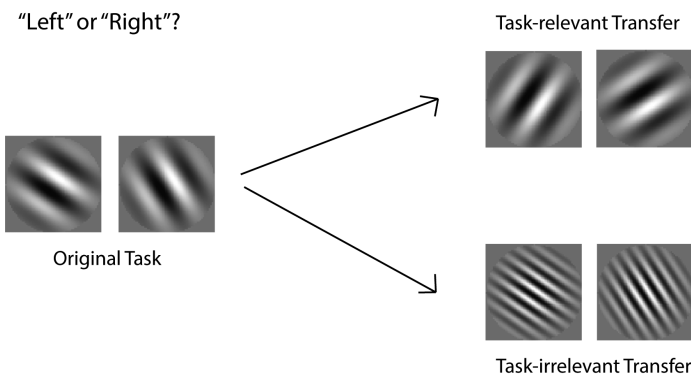 “Left” or “Right”?
Task-relevant Transfer
Original Task
Task-irrelevant Transfer